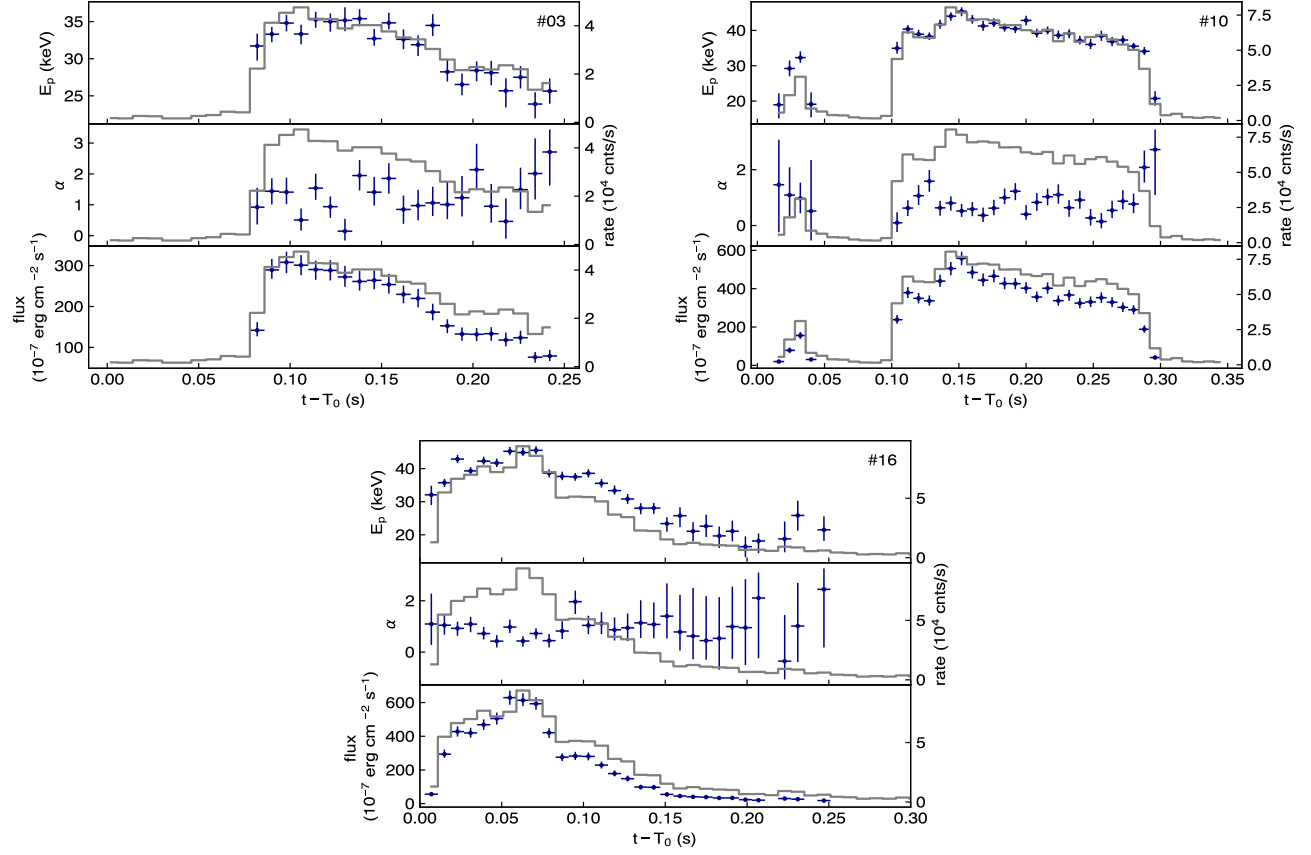 #03
35
30
25
E_p (keV)
4
2
0
3
2
1
0
α
4
2
0
rate (10^4 cnts/s)
300
200
100
flux
(10^−7 erg cm^−2 s^−1)
4
2
0
0.00 0.05 0.10 0.15 0.20 0.25
t − T_0 (s)
#10
40
30
20
E_p (keV)
7.5
5.0
2.5
0.0
2
0
α
7.5
5.0
2.5
0.0
rate (10^4 cnts/s)
600
400
200
0
flux
(10^−7 erg cm^−2 s^−1)
7.5
5.0
2.5
0.0
0.00 0.05 0.10 0.15 0.20 0.25 0.30 0.35
t − T_0 (s)
#16
40
30
20
E_p (keV)
5
0
2
0
α
5
0
rate (10^4 cnts/s)
600
400
200
0
flux
(10^−7 erg cm^−2 s^−1)
5
0
0.00 0.05 0.10 0.15 0.20 0.25 0.30
t − T_0 (s)